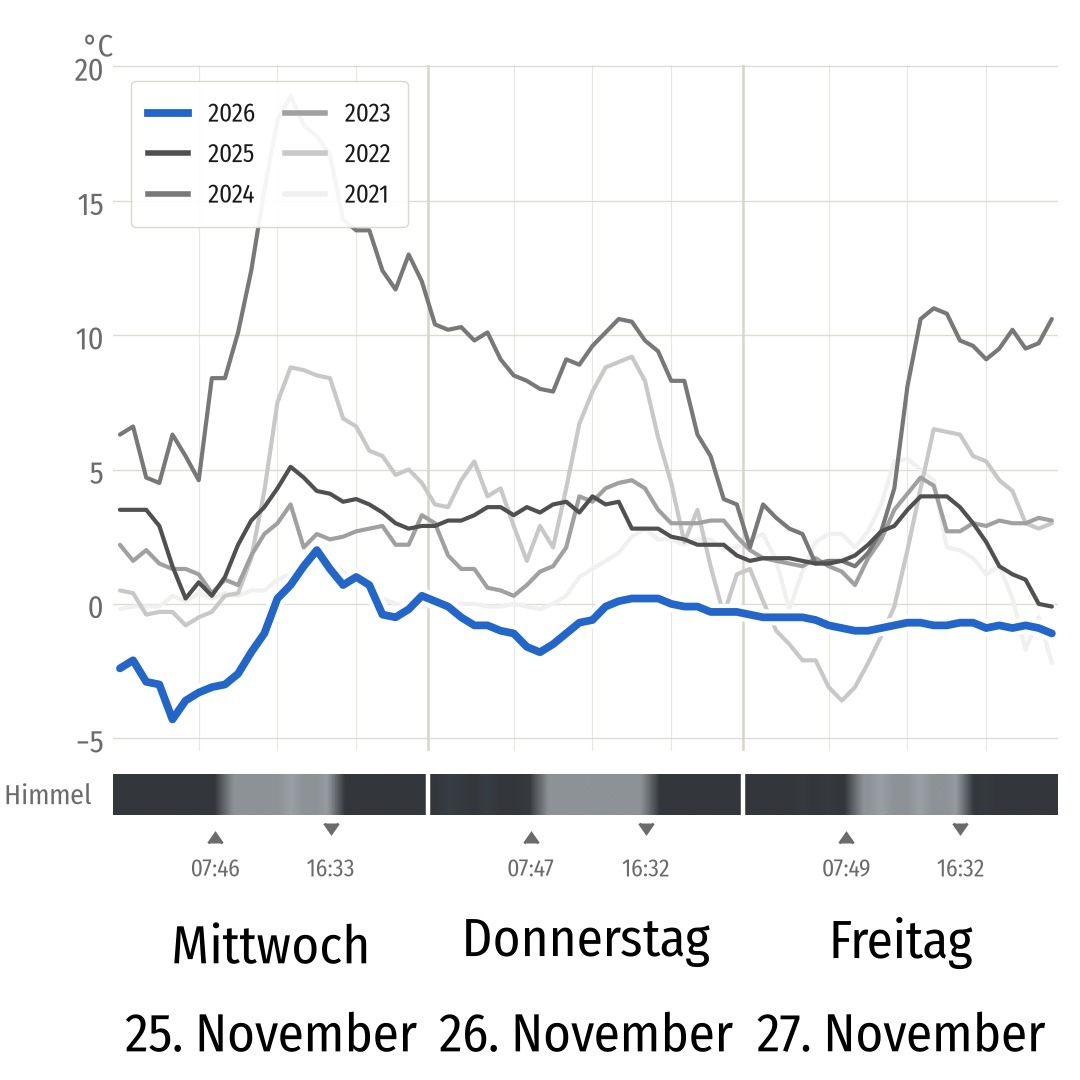 °C
20
15
10
5
0
−5
2026
2025
2024
2023
2022
2021
Himmel
07:46
16:33
07:47
16:32
07:49
16:32
Mittwoch
Donnerstag
Freitag
25. November
26. November
27. November